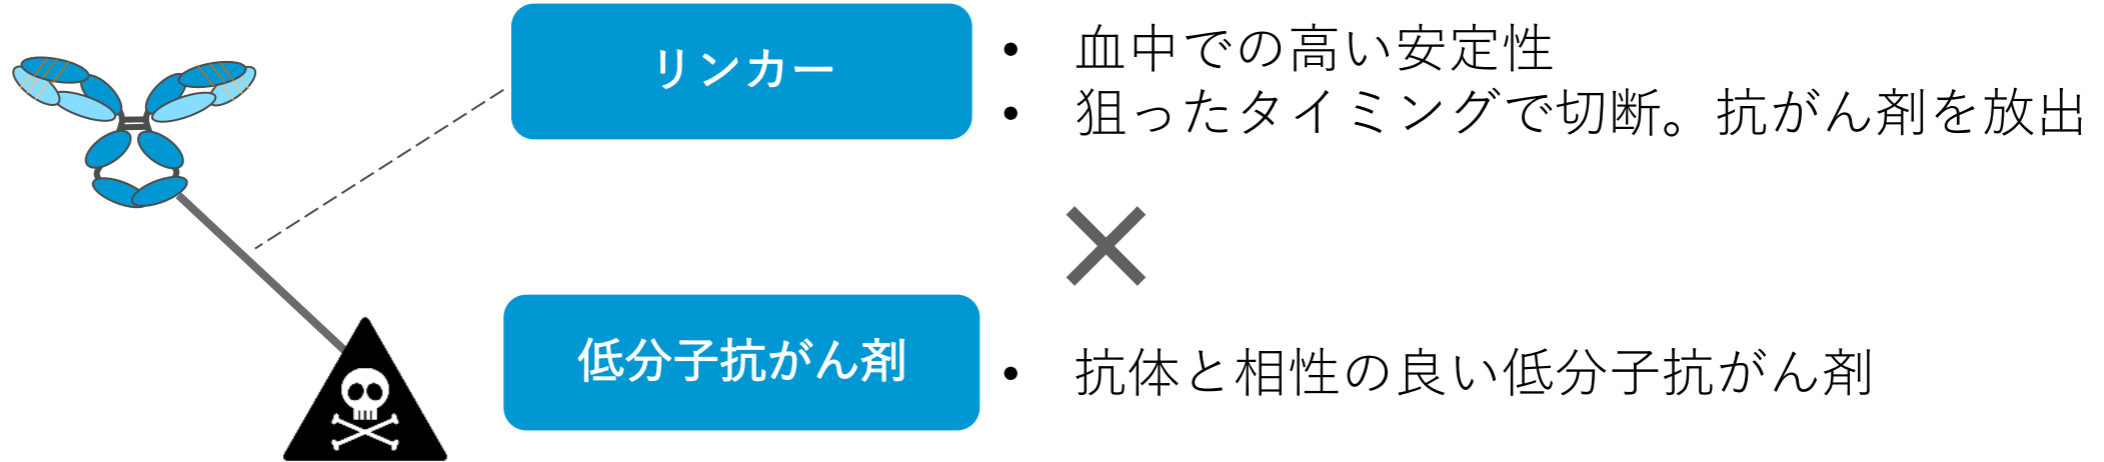 リンカー
• 血中での高い安定性
• 狙ったタイミングで切断。抗がん剤を放出
×
低分子抗がん剤
• 抗体と相性の良い低分子抗がん剤